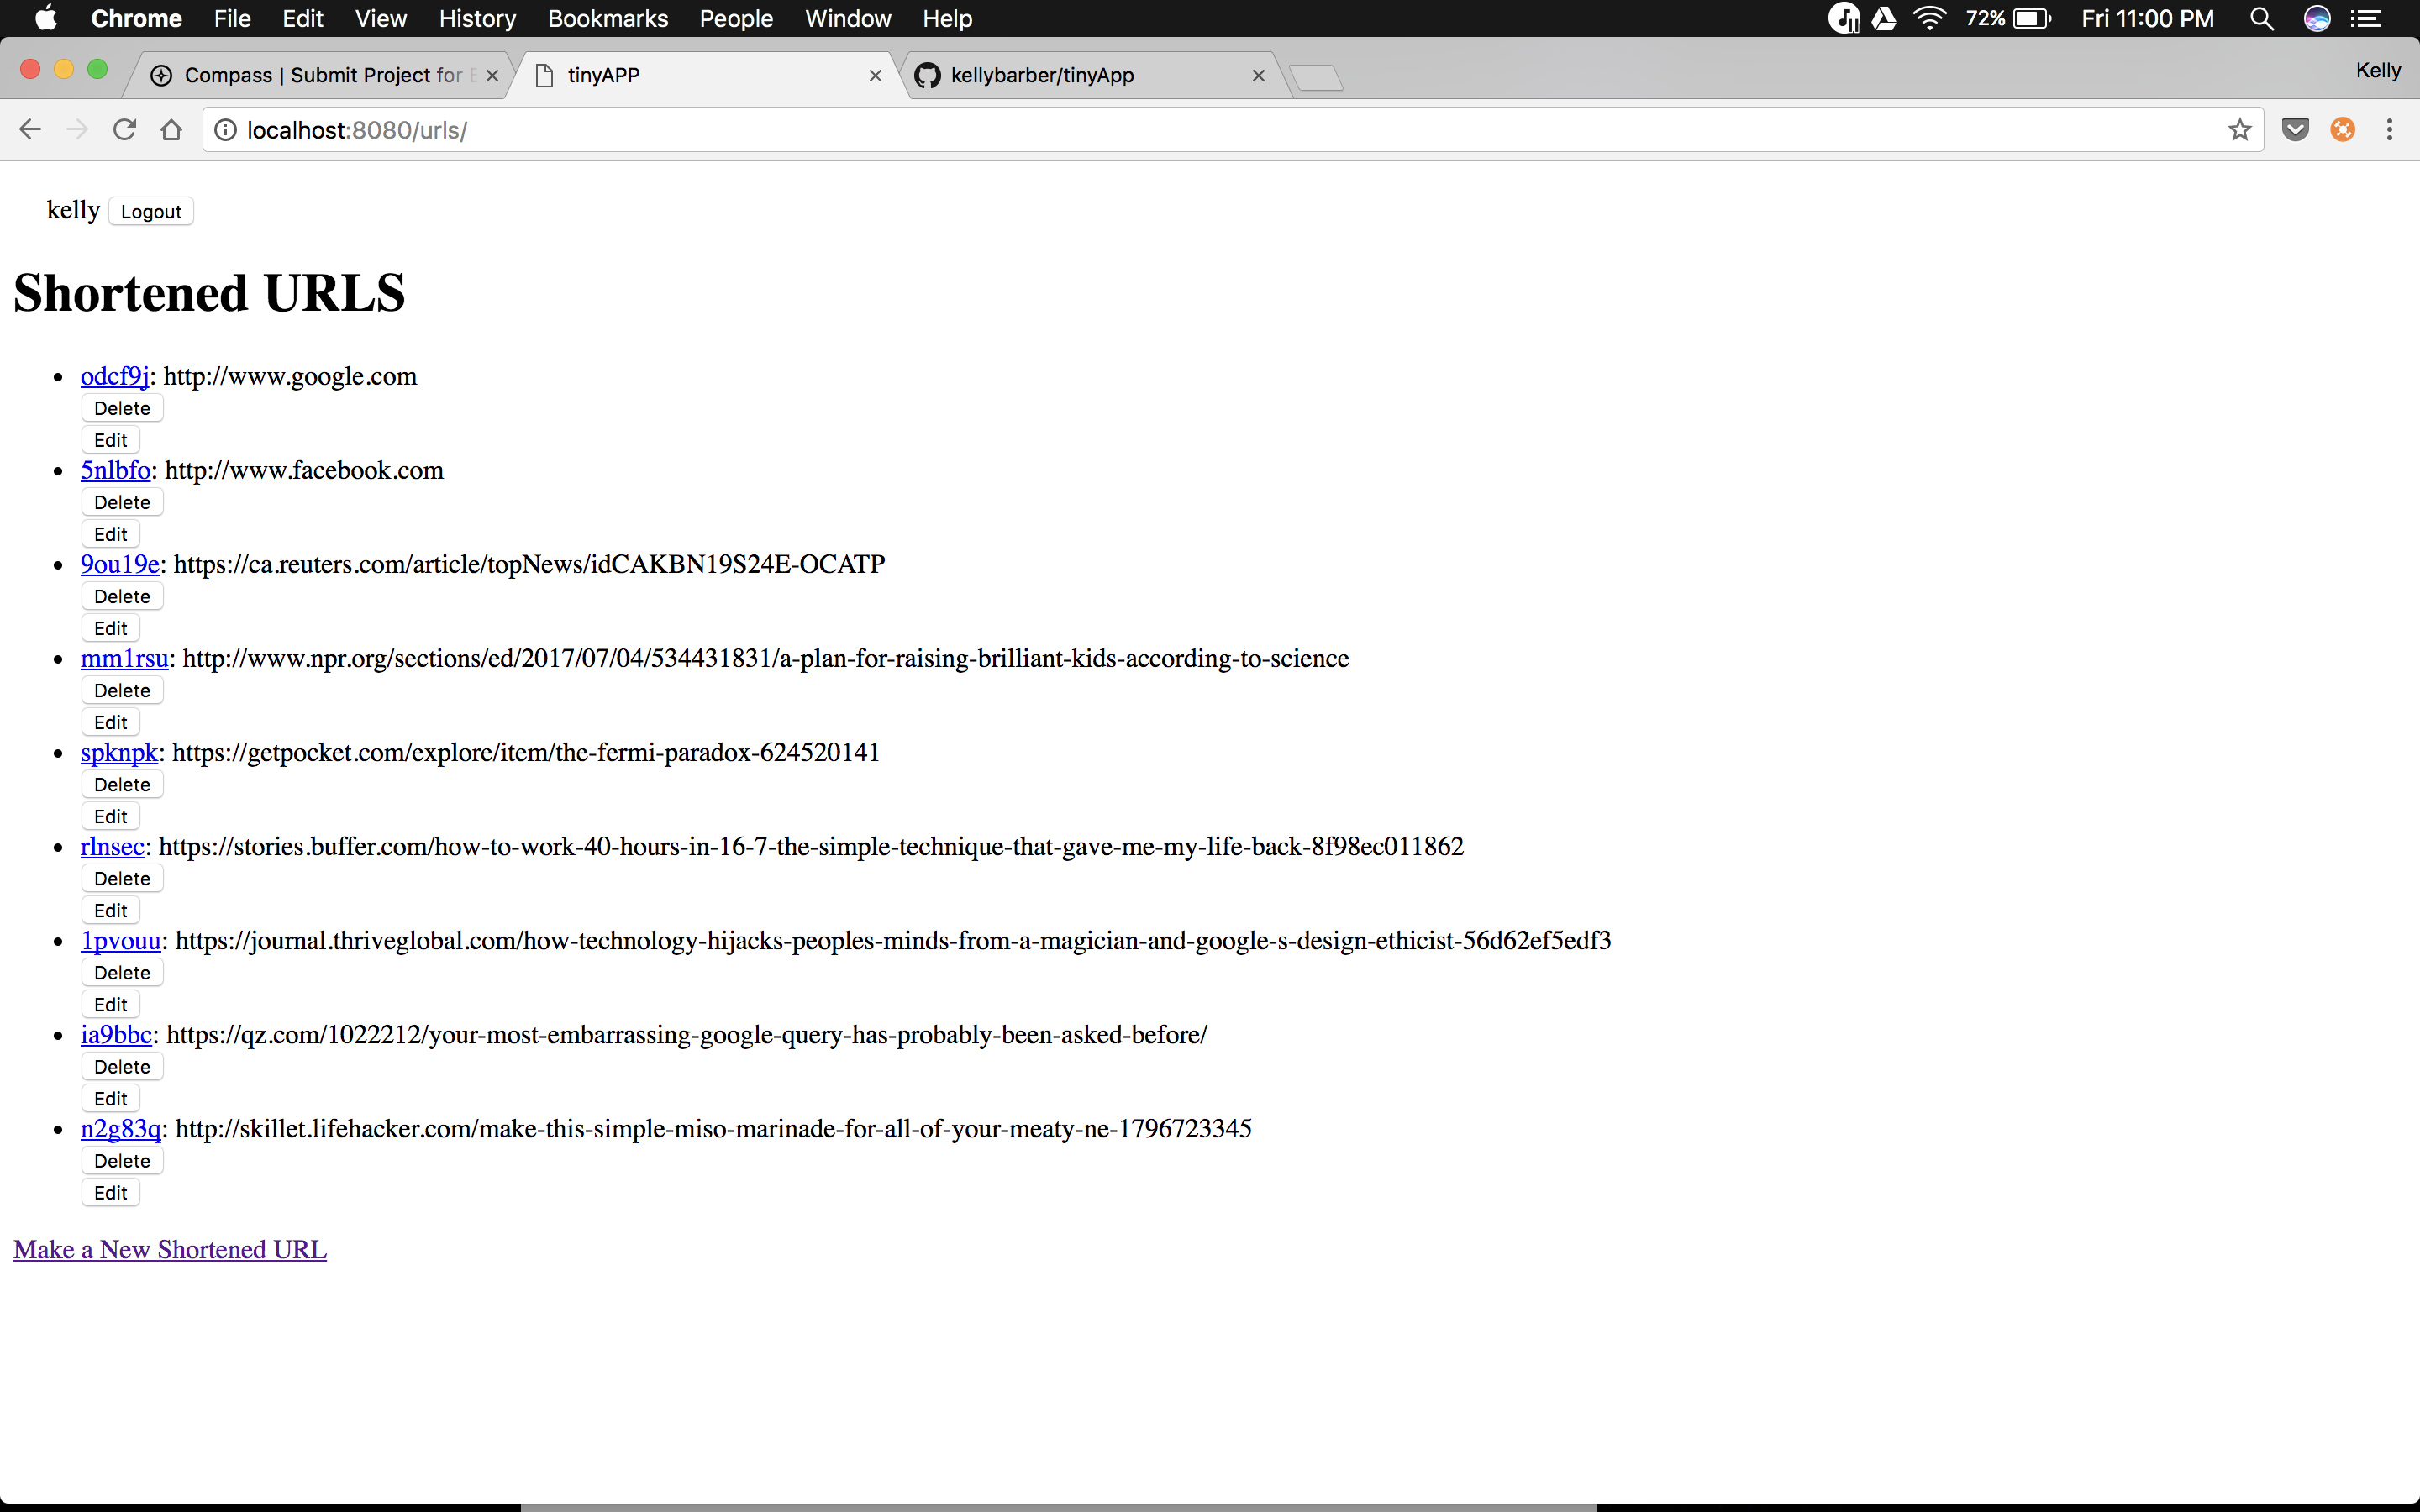 Chrome File Edit View History Bookmarks People Window Help 72% Fri 11:00 PM
Compass | Submit Project for tinyAPP kellybarber/tinyApp Kelly
localhost:8080/urls/
kelly Logout
Shortened URLS
odcf9j: http://www.google.com
Delete
Edit
5nlbfo: http://www.facebook.com
Delete
Edit
9ou19e: https://ca.reuters.com/article/topNews/idCAKBN19S24E-OCATP
Delete
Edit
mm1rsu: http://www.npr.org/sections/ed/2017/07/04/534431831/a-plan-for-raising-brilliant-kids-according-to-science
Delete
Edit
spknpk: https://getpocket.com/explore/item/the-fermi-paradox-624520141
Delete
Edit
rlnsec: https://stories.buffer.com/how-to-work-40-hours-in-16-7-the-simple-technique-that-gave-me-my-life-back-8f98ec011862
Delete
Edit
1pvouu: https://journal.thriveglobal.com/how-technology-hijacks-peoples-minds-from-a-magician-and-google-s-design-ethicist-56d62ef5edf3
Delete
Edit
ia9bbc: https://qz.com/1022212/your-most-embarrassing-google-query-has-probably-been-asked-before/
Delete
Edit
n2g83q: http://skillet.lifehacker.com/make-this-simple-miso-marinade-for-all-of-your-meaty-ne-1796723345
Delete
Edit
Make a New Shortened URL